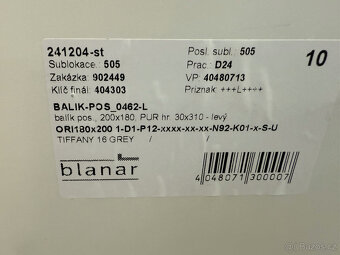 241204-st
Posl. subl.: 505
10
Sublokace.: 505
Prac.: D24
Zakázka: 902449
VP: 40480713
Klíč finál: 404303
Príznak: +++L++++
BALIK-POS_0462-L
balík pos., 200x180, PUR hr. 30x310 - levý
ORI180x200 1-D1-P12-xxxx-xx-xx-N92-K01-x-S-U
TIFFANY 16 GREY / /
blanář
4 048071 300007